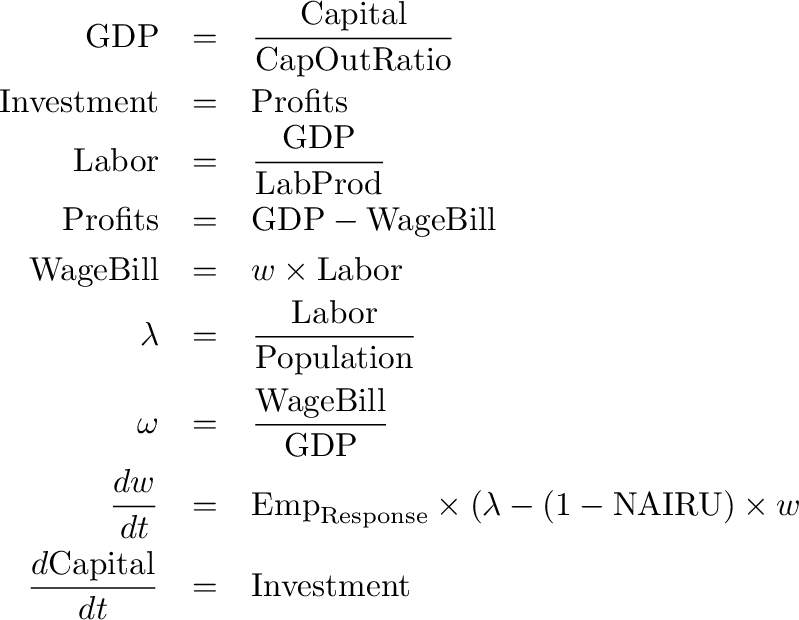 GDP = Capital / CapOutRatio
Investment = Profits
Labor = GDP / LabProd
Profits = GDP − WageBill
WageBill = w × Labor
λ = Labor / Population
ω = WageBill / GDP
dw / dt = Emp_Response × (λ − (1 − NAIRU) × w
dCapital / dt = Investment